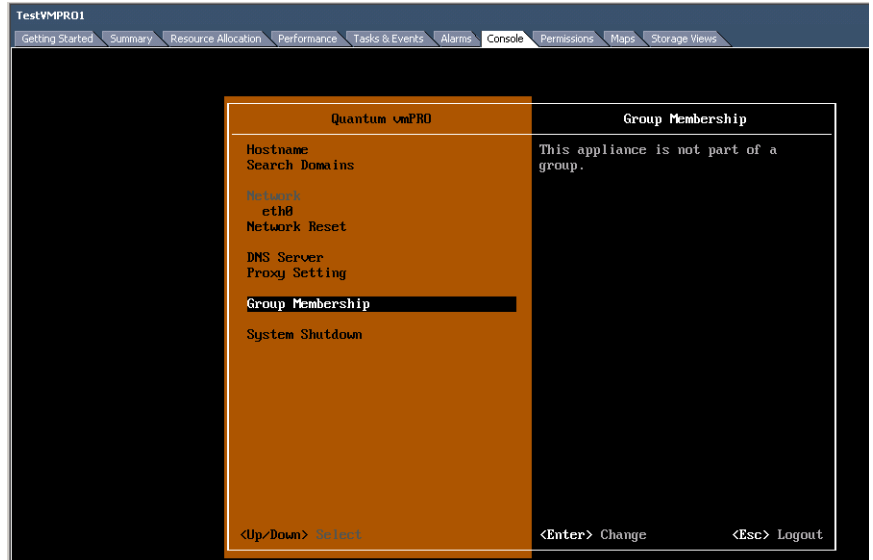 TestVMPRO1
Getting Started Summary Resource Allocation Performance Tasks & Events Alarms Console Permissions Maps Storage Views
Quantum vmPRO
Hostname
Search Domains
Network
eth0
Network Reset
DNS Server
Proxy Setting
Group Membership
System Shutdown
<Up/Down> Select
Group Membership
This appliance is not part of a
group.
<Enter> Change <Esc> Logout